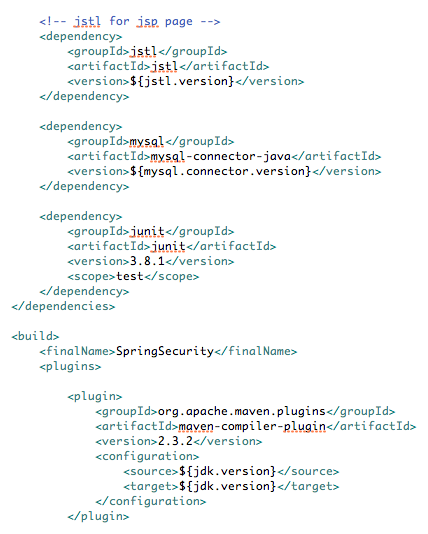 <!-- jstl for jsp page -->
<dependency>
<groupId>jstl</groupId>
<artifactId>jstl</artifactId>
<version>${jstl.version}</version>
</dependency>
<dependency>
<groupId>mysql</groupId>
<artifactId>mysql-connector-java</artifactId>
<version>${mysql.connector.version}</version>
</dependency>
<dependency>
<groupId>junit</groupId>
<artifactId>junit</artifactId>
<version>3.8.1</version>
<scope>test</scope>
</dependency>
</dependencies>
<build>
<finalName>SpringSecurity</finalName>
<plugins>
<plugin>
<groupId>org.apache.maven.plugins</groupId>
<artifactId>maven-compiler-plugin</artifactId>
<version>2.3.2</version>
<configuration>
<source>${jdk.version}</source>
<target>${jdk.version}</target>
</configuration>
</plugin>